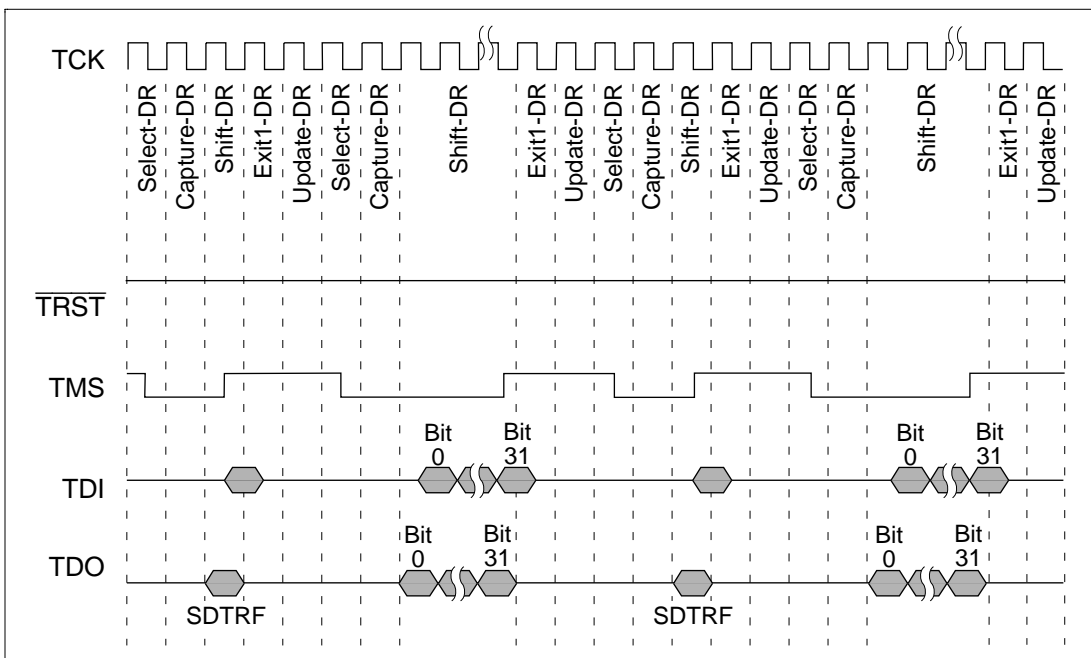 TCK
Select-DR
Capture-DR
Shift-DR
Exit1-DR
Update-DR
Select-DR
Capture-DR
Shift-DR
Exit1-DR
Update-DR
Select-DR
Capture-DR
Shift-DR
Exit1-DR
Update-DR
Select-DR
Capture-DR
Shift-DR
Exit1-DR
Update-DR
TRST
TMS
TDI
Bit 0
Bit 31
Bit 0
Bit 31
TDO
SDTRF
Bit 0
Bit 31
SDTRF
Bit 0
Bit 31